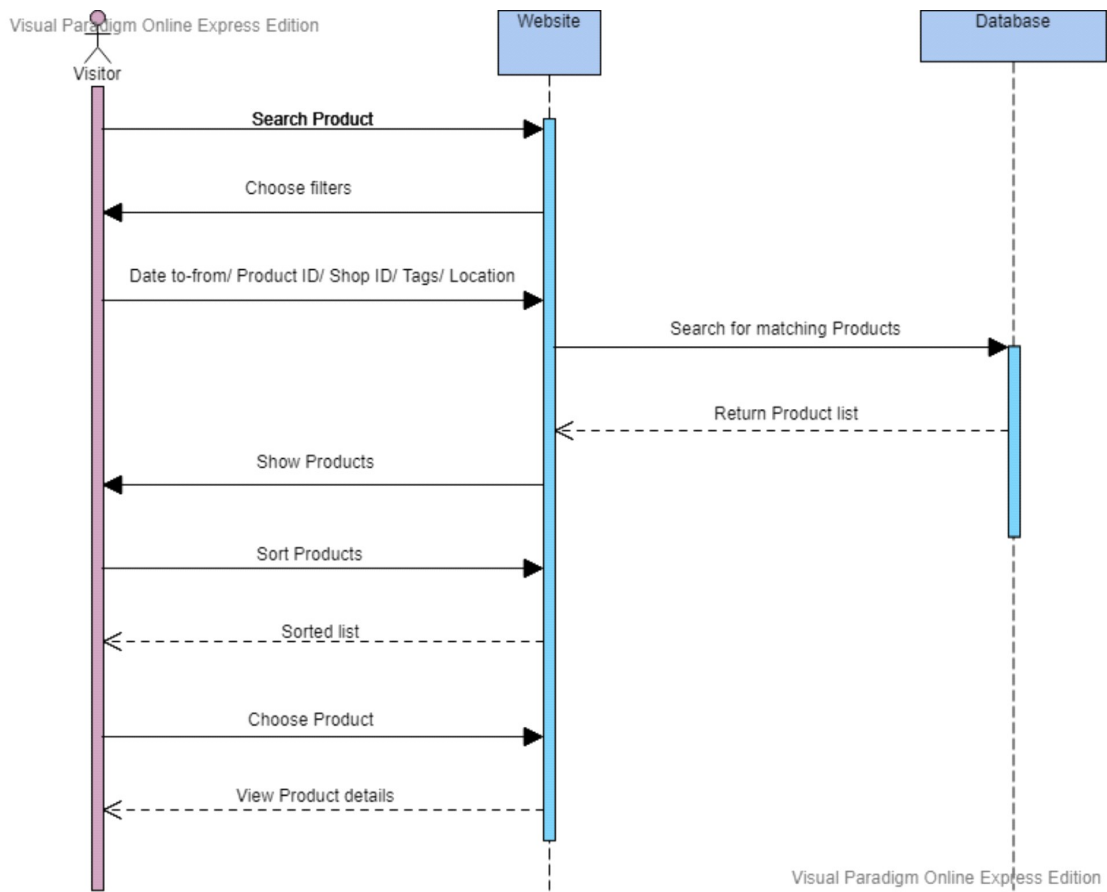 Visual Paradigm Online Express Edition
Website
Database
Visitor
Search Product
Choose filters
Date to-from/ Product ID/ Shop ID/ Tags/ Location
Search for matching Products
Return Product list
Show Products
Sort Products
Sorted list
Choose Product
View Product details
Visual Paradigm Online Express Edition